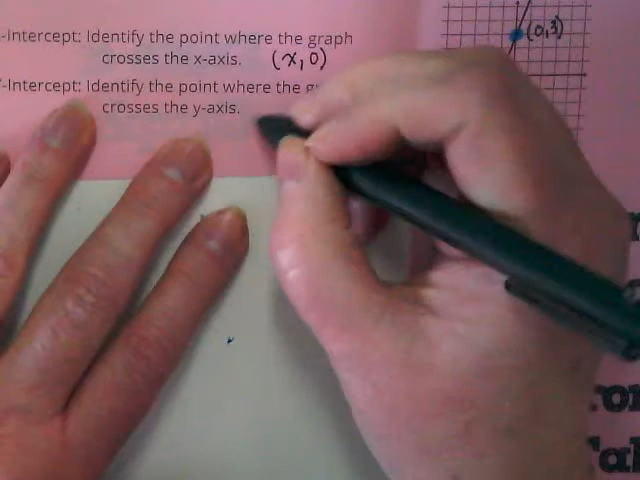 -Intercept: Identify the point where the graph
crosses the x-axis. (x, 0)
-Intercept: Identify the point where the
crosses the y-axis.
(0,3)